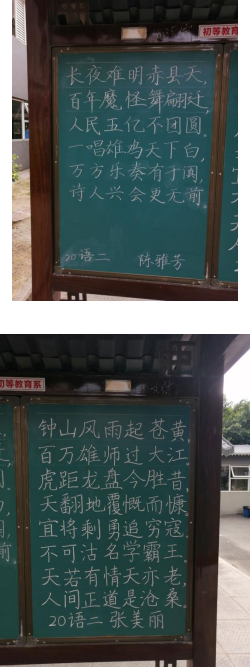 初等教育
长夜难明赤县天,
百年魔怪舞翩跹,
人民五亿不团圆.
一唱雄鸡天下白,
万方乐奏有于阗,
诗人兴会更无前.
20语二 陈雅芳
初等教育系
钟山风雨起苍黄,
百万雄师过大江.
虎距龙盘今胜昔,
天翻地覆慨而慷.
宜将剩勇追穷寇,
不可沽名学霸王
天若有情天亦老,
人间正道是沧桑.
20语二 张美丽